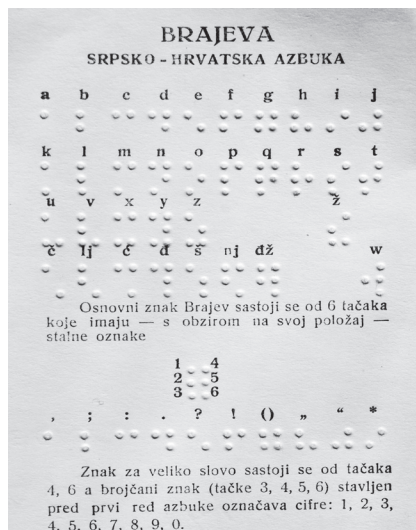 BRAJEVA
SRPSKO - HRVATSKA AZBUKA
a b c d e f g h i j
k l m n o p q r s t
u v x y z ž
č lj ć đ š nj dž w
Osnovni znak Brajev sastoji se od 6 tačaka
koje imaju — s obzirom na svoj položaj —
stalne oznake
1 4
2 5
3 6
, ; : . ? ! () „ “ *
Znak za veliko slovo sastoji se od tačaka
4, 6 a brojčani znak (tačke 3, 4, 5, 6) stavljen
pred prvi red azbuke označava cifre: 1, 2, 3,
4, 5, 6, 7, 8, 9, 0.